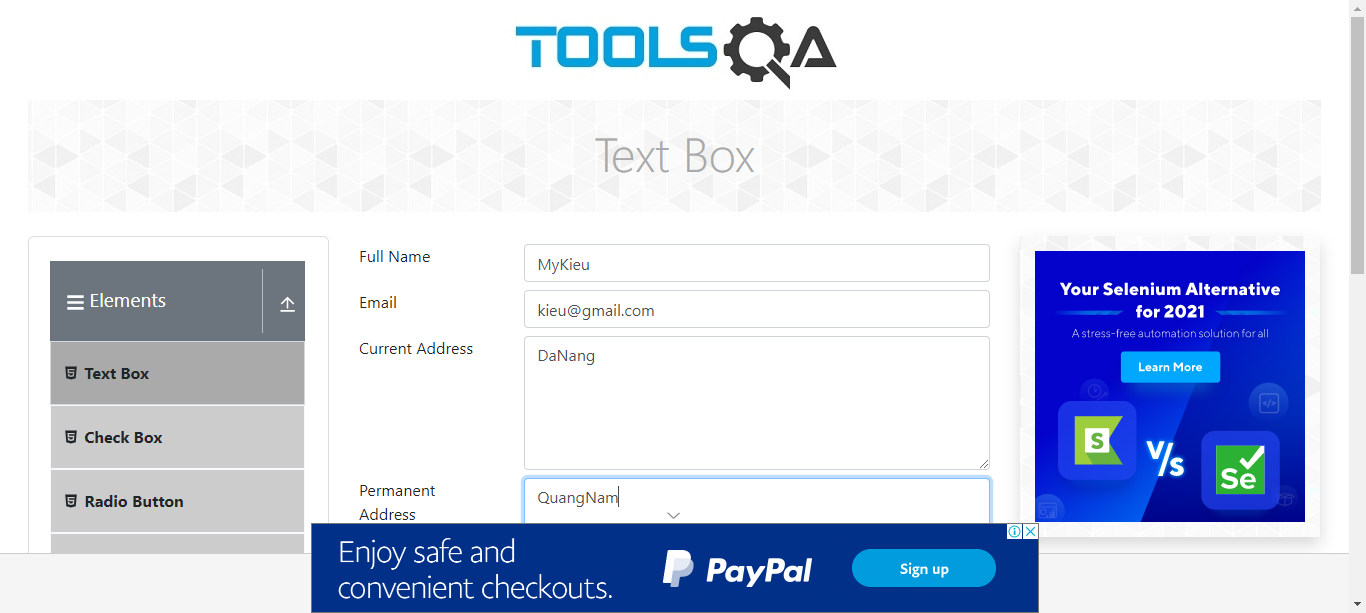 TOOLSQA
Text Box
Elements
Text Box
Check Box
Radio Button
Full Name
MyKieu
Email
kieu@gmail.com
Current Address
DaNang
Permanent
Address
QuangNam
Your Selenium Alternative
for 2021
A stress-free automation solution for all
Learn More
S
V/s
Se
Enjoy safe and
convenient checkouts.
PayPal
Sign up